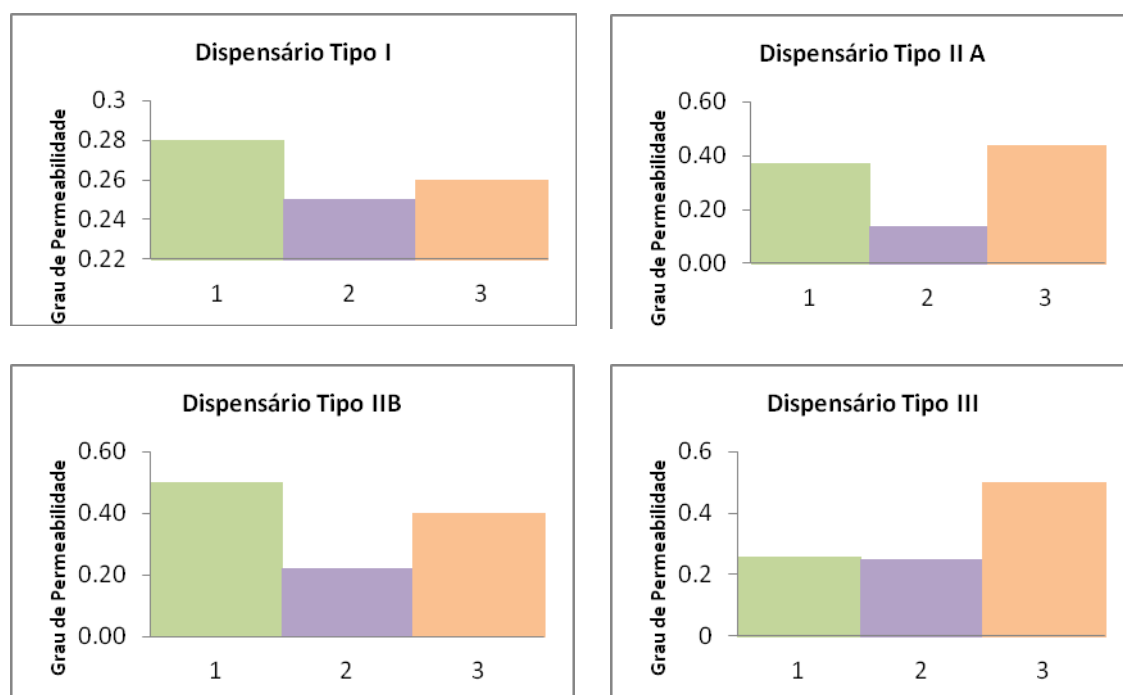 Dispensário Tipo I
Grau de Permeabilidade
0.3
0.28
0.26
0.24
0.22
1 2 3
Dispensário Tipo II A
Grau de Permeabilidade
0.60
0.40
0.20
0.00
1 2 3
Dispensário Tipo IIB
Grau de Permeabilidade
0.60
0.40
0.20
0.00
1 2 3
Dispensário Tipo III
Grau de Permeabilidade
0.6
0.4
0.2
0
1 2 3